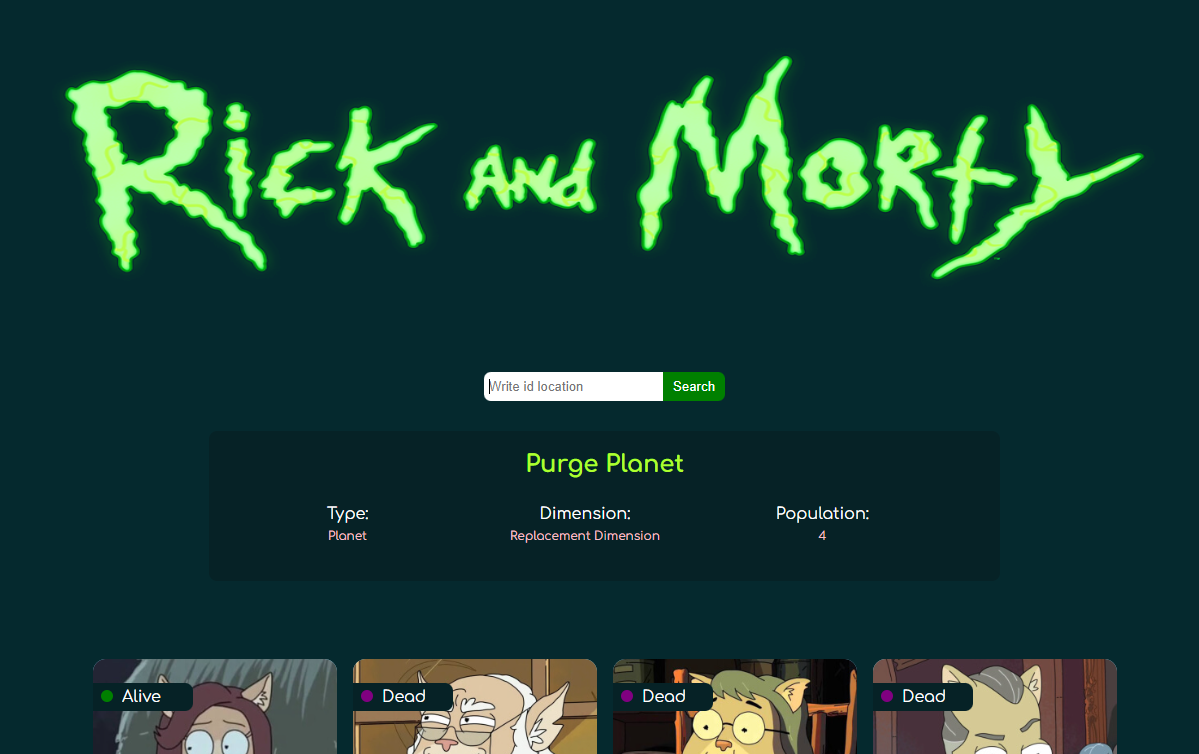 Rick and Morty
Write id location Search
Purge Planet
Type: Dimension: Population:
Planet Replacement Dimension 4
Alive Dead Dead Dead